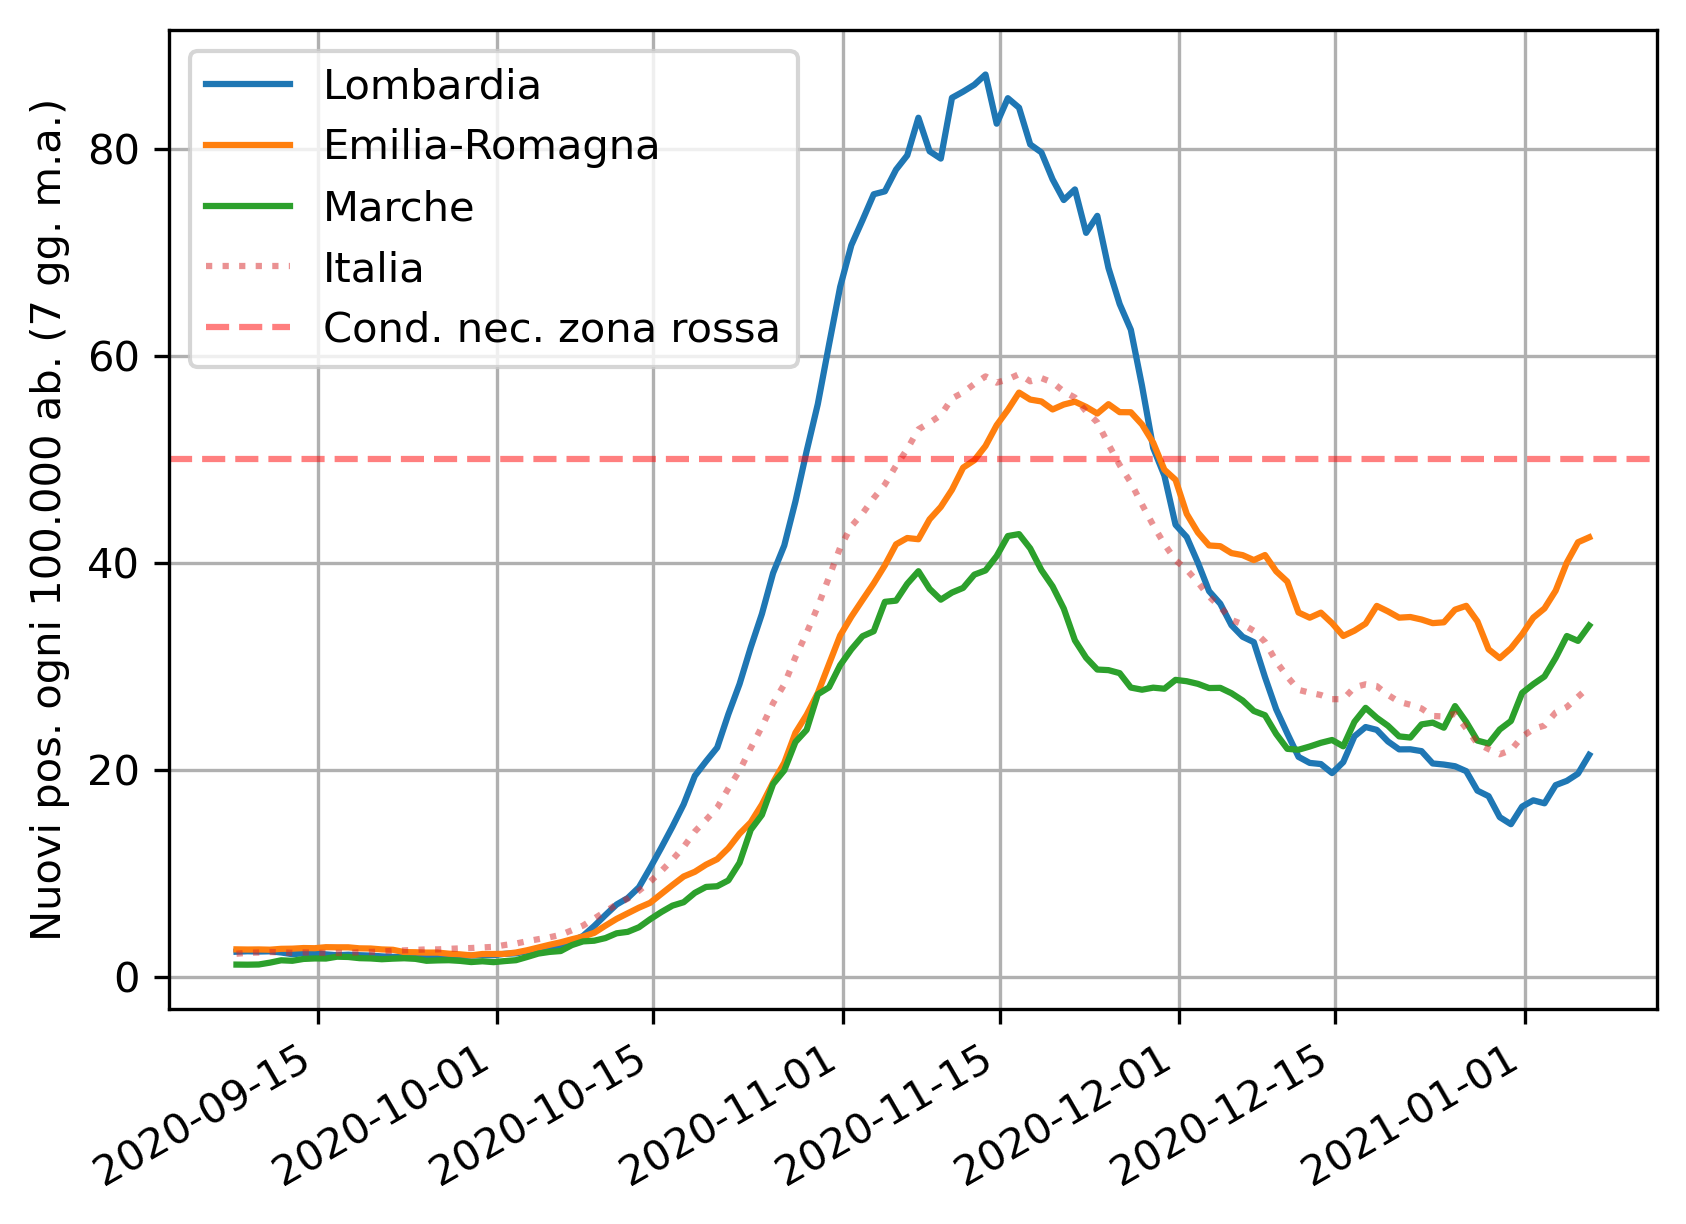 Lombardia
Emilia-Romagna
Marche
Italia
Cond. nec. zona rossa
Nuovi pos. ogni 100.000 ab. (7 gg. m.a.)
80
60
40
20
0
2020-09-15
2020-10-01
2020-10-15
2020-11-01
2020-11-15
2020-12-01
2020-12-15
2021-01-01